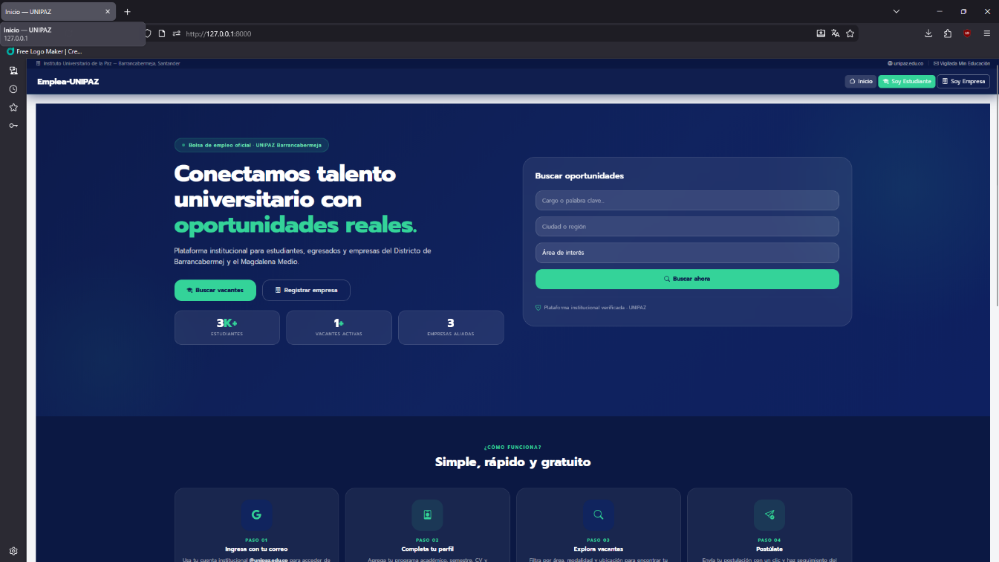 Inicio — UNIPAZ
Inicio — UNIPAZ
127.0.0.1
http://127.0.0.1:8000
Free Logo Maker | Cre...
Instituto Universitario de la Paz — Barrancabermeja, Santander
unipaz.edu.co
Vigilada Min Educación
Emplea-UNIPAZ
Inicio
Soy Estudiante
Soy Empresa
Bolsa de empleo oficial · UNIPAZ Barrancabermeja
Conectamos talento
universitario con
oportunidades reales.
Plataforma institucional para estudiantes, egresados y empresas del Districto de
Barrancabermej y el Magdalena Medio.
Buscar vacantes
Registrar empresa
3K+
ESTUDIANTES
1+
VACANTES ACTIVAS
3
EMPRESAS ALIADAS
Buscar oportunidades
Cargo o palabra clave...
Ciudad o región
Área de interés
Buscar ahora
Plataforma institucional verificada · UNIPAZ
¿CÓMO FUNCIONA?
Simple, rápido y gratuito
PASO 01
Ingresa con tu correo
Usa tu cuenta institucional @unipaz.edu.co para acceder de
PASO 02
Completa tu perfil
Agrega tu programa académico, semestre, CV y
PASO 03
Explora vacantes
Filtra por área, modalidad y ubicación para encontrar tu
PASO 04
Postúlate
Envía tu postulación con un clic y haz seguimiento del